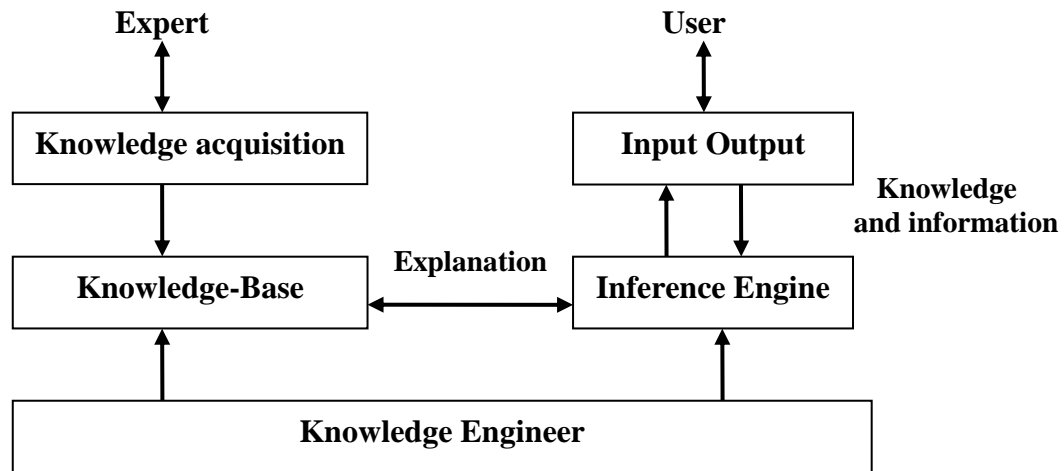 Expert
User
Knowledge acquisition
Input Output
Knowledge
and information
Explanation
Knowledge-Base
Inference Engine
Knowledge Engineer